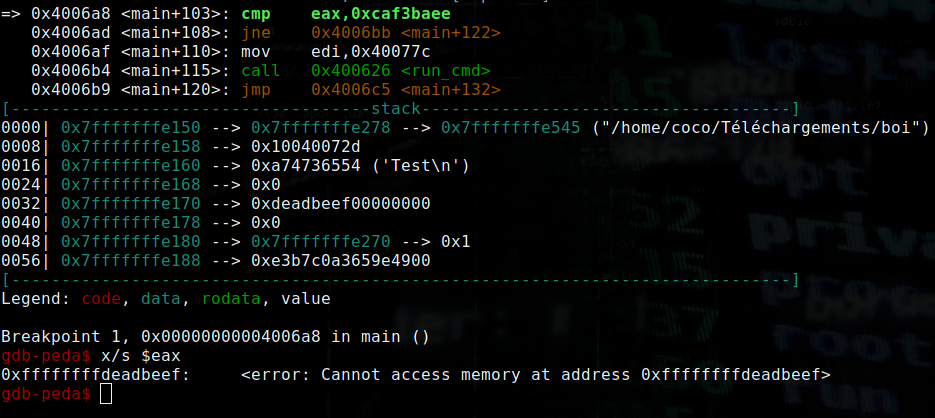 => 0x4006a8 <main+103>: cmp    eax,0xcaf3baee
   0x4006ad <main+108>: jne    0x4006bb <main+122>
   0x4006af <main+110>: mov    edi,0x40077c
   0x4006b4 <main+115>: call   0x400626 <run_cmd>
   0x4006b9 <main+120>: jmp    0x4006c5 <main+132>
[------------------------------------stack-------------------------------------]
0000| 0x7fffffffe150 --> 0x7fffffffe278 --> 0x7fffffffe545 ("/home/coco/Téléchargements/boi")
0008| 0x7fffffffe158 --> 0x10040072d
0016| 0x7fffffffe160 --> 0xa74736554 ('Test\n')
0024| 0x7fffffffe168 --> 0x0
0032| 0x7fffffffe170 --> 0xdeadbeef00000000
0040| 0x7fffffffe178 --> 0x0
0048| 0x7fffffffe180 --> 0x7fffffffe270 --> 0x1
0056| 0x7fffffffe188 --> 0xe3b7c0a3659e4900
[------------------------------------------------------------------------------]
Legend: code, data, rodata, value
Breakpoint 1, 0x00000000004006a8 in main ()
gdb-peda$ x/s $eax
0xffffffffdeadbeef:     <error: Cannot access memory at address 0xffffffffdeadbeef>
gdb-peda$